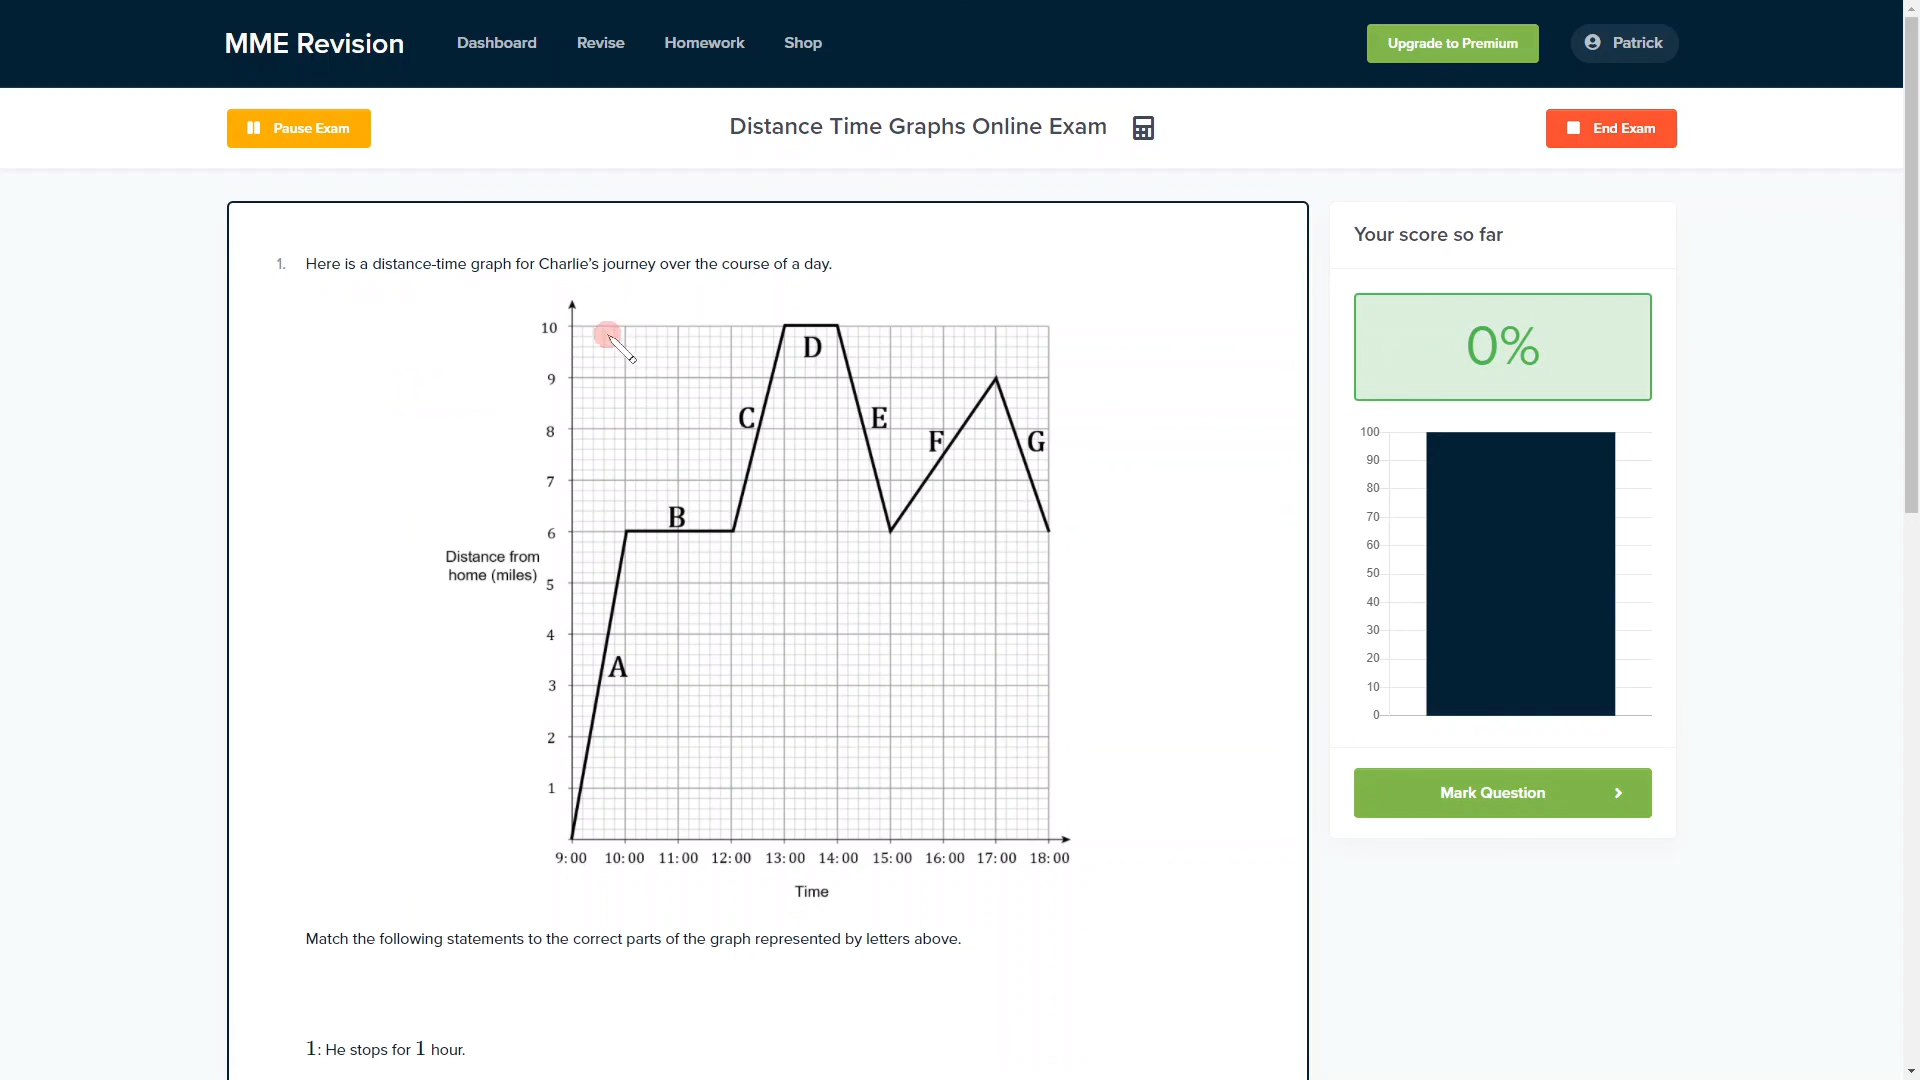 MME Revision
Dashboard
Revise
Homework
Shop
Upgrade to Premium
Patrick
Pause Exam
Distance Time Graphs Online Exam
End Exam
1. Here is a distance-time graph for Charlie's journey over the course of a day.
10
9
8
7
6
5
4
3
2
1
Distance from
home (miles)
A
B
C
D
E
F
G
9:00 10:00 11:00 12:00 13:00 14:00 15:00 16:00 17:00 18:00
Time
Match the following statements to the correct parts of the graph represented by letters above.
1: He stops for 1 hour.
Your score so far
0%
100
90
80
70
60
50
40
30
20
10
0
Mark Question